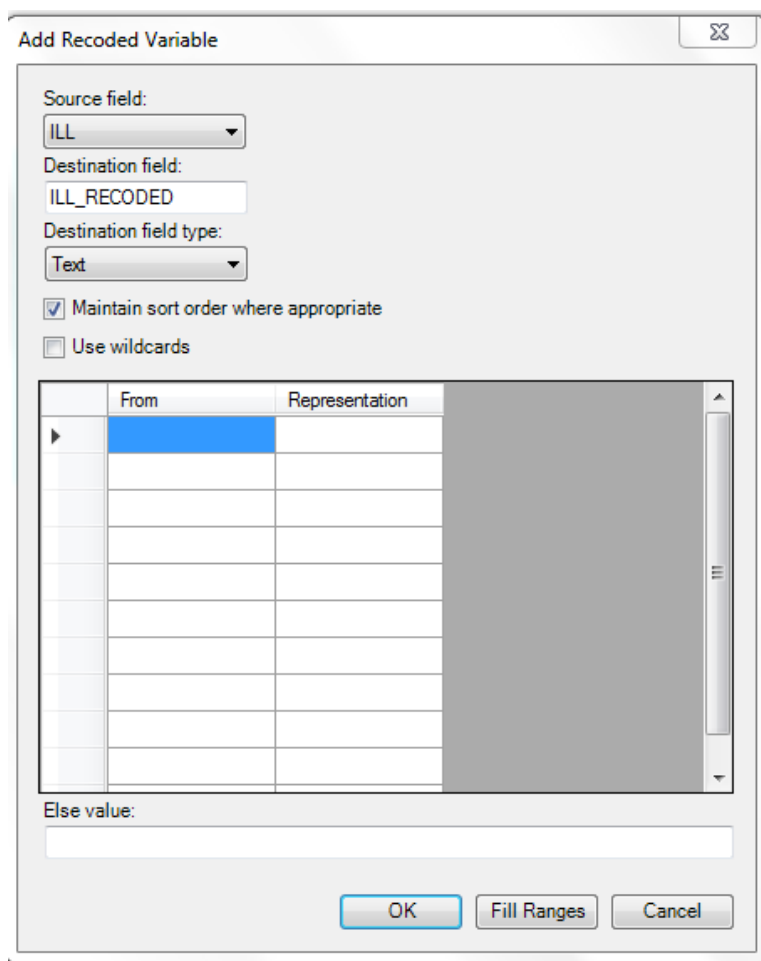 Add Recoded Variable
Source field:
ILL
Destination field:
ILL_RECODED
Destination field type:
Text
Maintain sort order where appropriate
Use wildcards
From Representation
Else value:
OK Fill Ranges Cancel